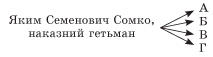 Яким Семенович Сомко,
наказний гетьман
А
Б
В
Г